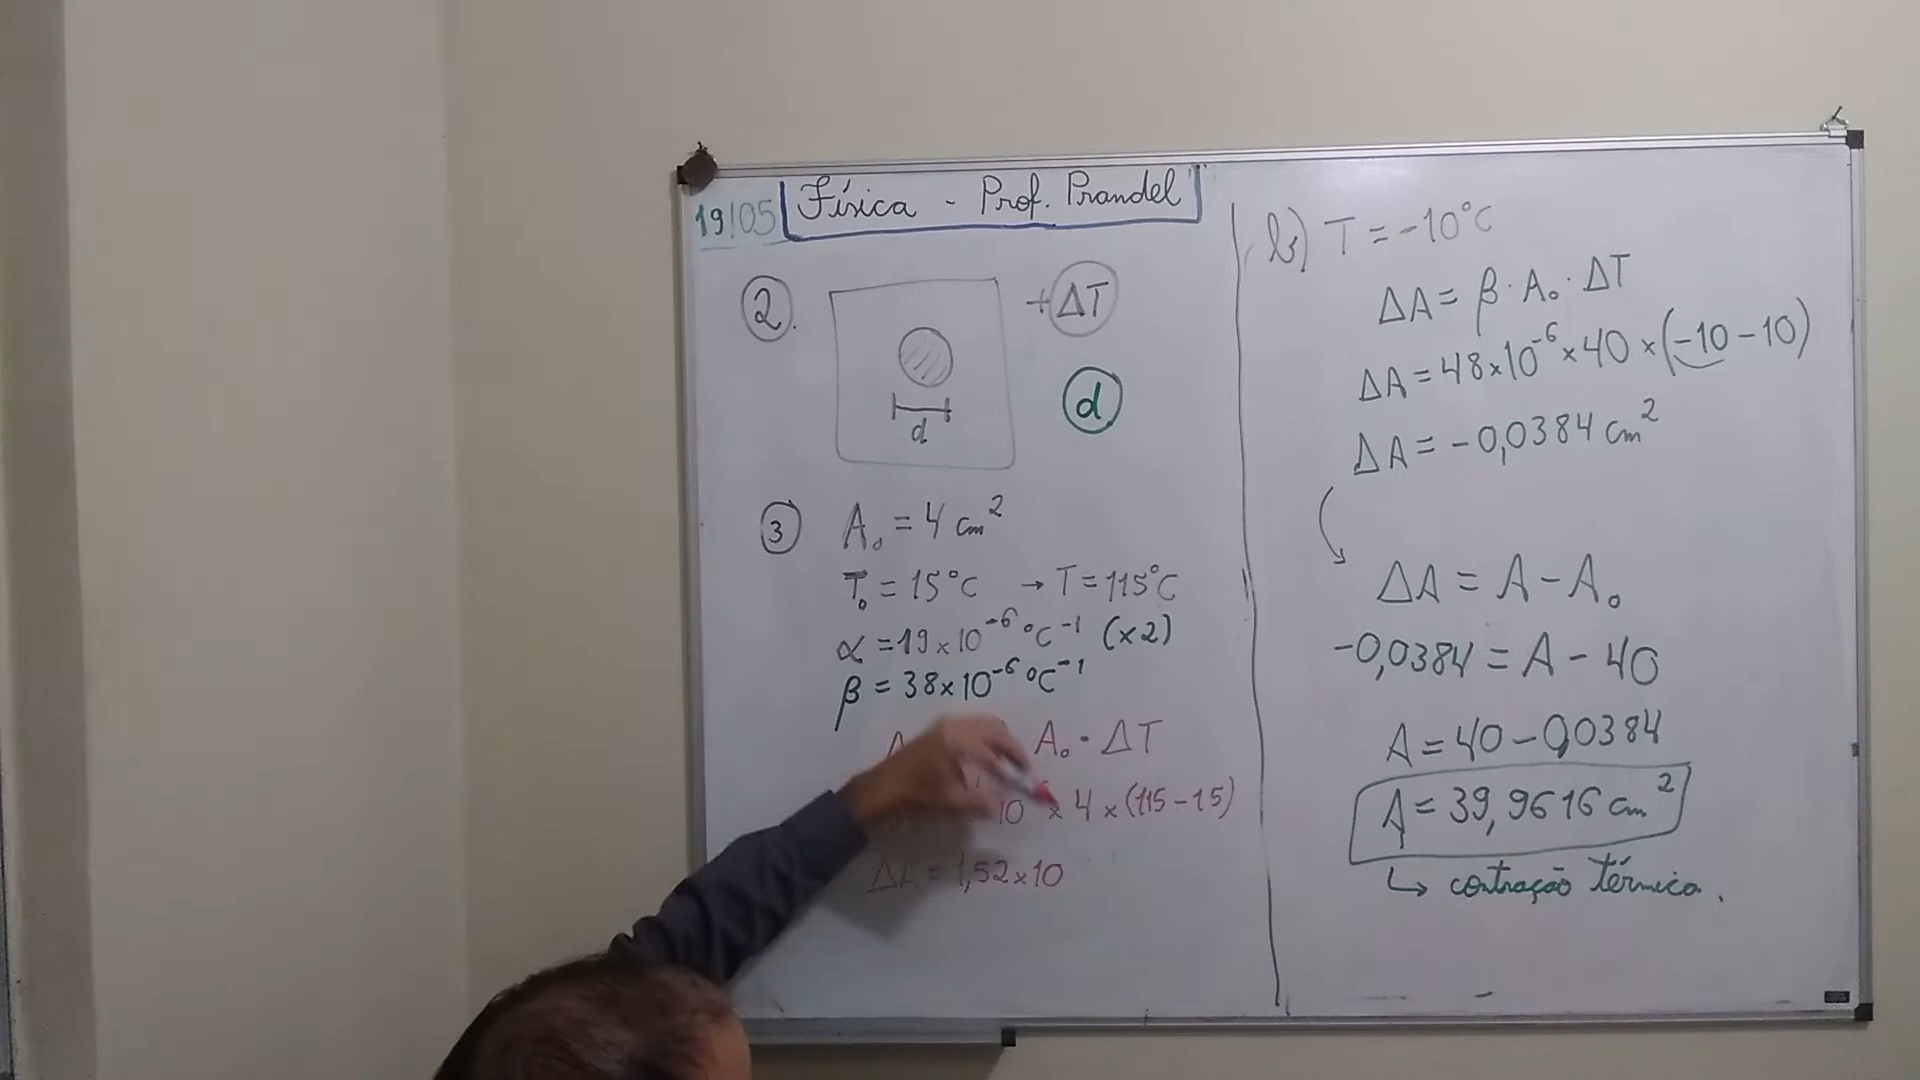 19/05 Física - Prof. Prandel
2. +ΔT
d
d
3 A₀ = 4 cm²
T₀ = 15°C → T = 115°C
α = 19×10⁻⁶ °C⁻¹ (×2)
β = 38×10⁻⁶ °C⁻¹
A₀ · ΔT
10 × 4 × (115 - 15)
ΔA = 1,52×10
b) T = -10°C
ΔA = β · A₀ · ΔT
ΔA = 48×10⁻⁶ × 40 × (-10 - 10)
ΔA = -0,0384 cm²
ΔA = A - A₀
-0,0384 = A - 40
A = 40 - 0,0384
A = 39,9616 cm²
↳ contração térmica.